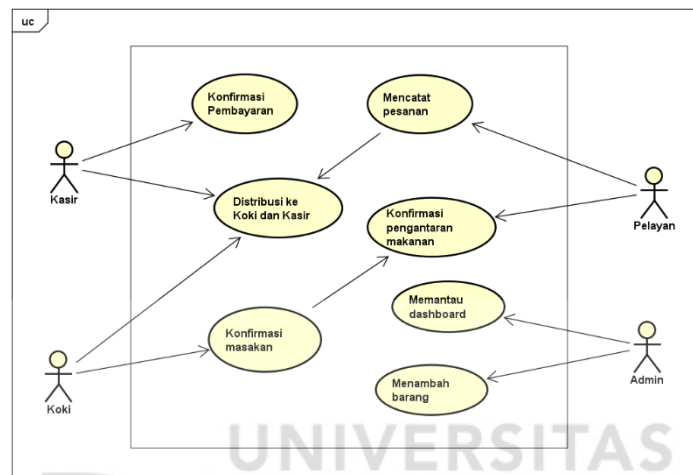 uc
Konfirmasi
Pembayaran
Mencatat
pesanan
Kasir
Distribusi ke
Koki dan Kasir
Konfirmasi
pengantaran
makanan
Pelayan
Memantau
dashboard
Konfirmasi
masakan
Koki
Menambah
barang
Admin
UNIVERSITAS